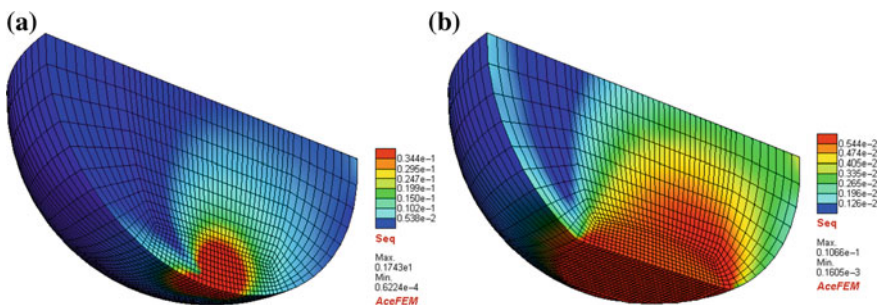 (a)
0.344e−1
0.295e−1
0.247e−1
0.199e−1
0.150e−1
0.102e−1
0.538e−2
Seq
Max.
0.1743e1
Min.
0.6224e−4
AceFEM
(b)
0.544e−2
0.474e−2
0.405e−2
0.335e−2
0.265e−2
0.196e−2
0.126e−2
Seq
Max.
0.1066e−1
Min.
0.1605e−3
AceFEM